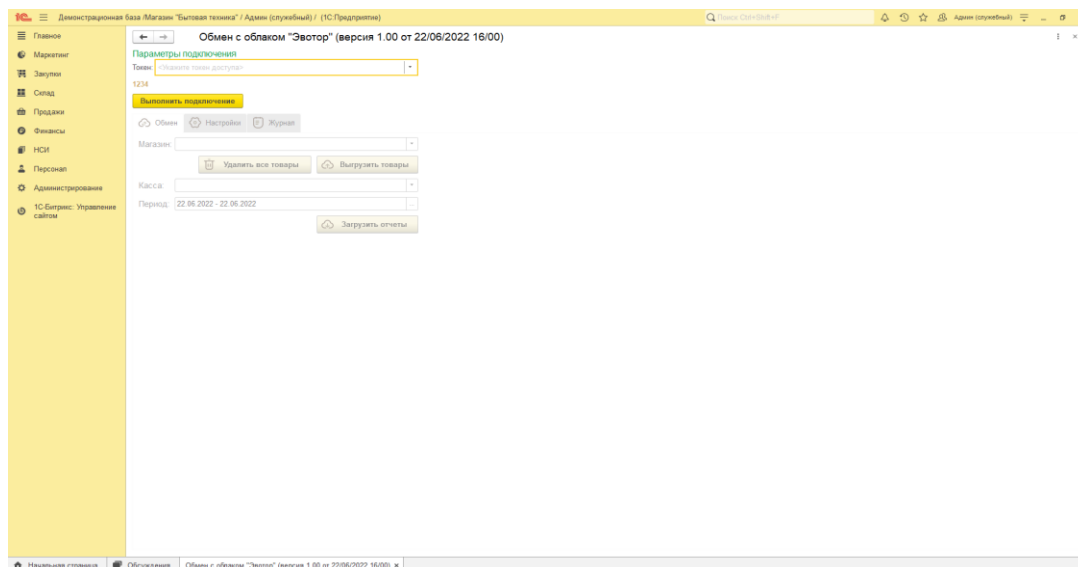 1С
Демонстрационная база /Магазин "Бытовая техника" / Админ (служебный) / (1С:Предприятие)
Поиск Ctrl+Shift+F
Админ (служебный)
Главное
Маркетинг
Закупки
Склад
Продажи
Финансы
НСИ
Персонал
Администрирование
1С-Битрикс: Управление
сайтом
Обмен с облаком "Эвотор" (версия 1.00 от 22/06/2022 16/00)
Параметры подключения
Токен: <Укажите токен доступа>
1234
Выполнить подключение
Обмен Настройки Журнал
Магазин:
Удалить все товары Выгрузить товары
Касса:
Период: 22.06.2022 - 22.06.2022
Загрузить отчеты
Начальная страница Обсуждения Обмен с облаком "Эвотор" (версия 1.00 от 22/06/2022 16/00)